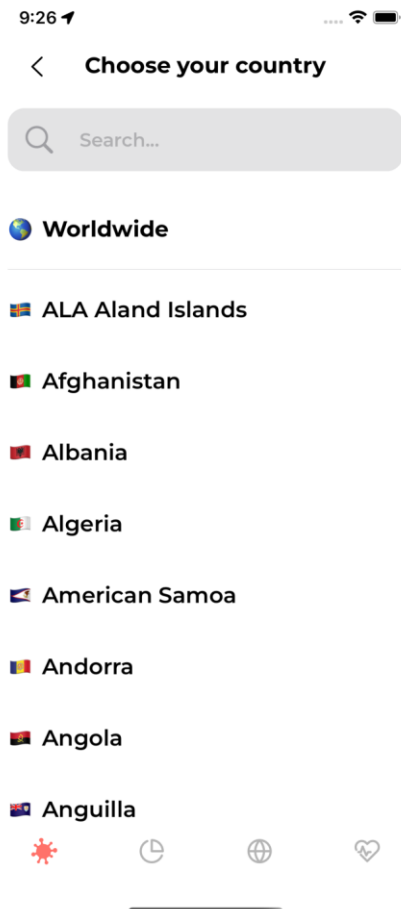 9:26
Choose your country
Search...
Worldwide
ALA Aland Islands
Afghanistan
Albania
Algeria
American Samoa
Andorra
Angola
Anguilla